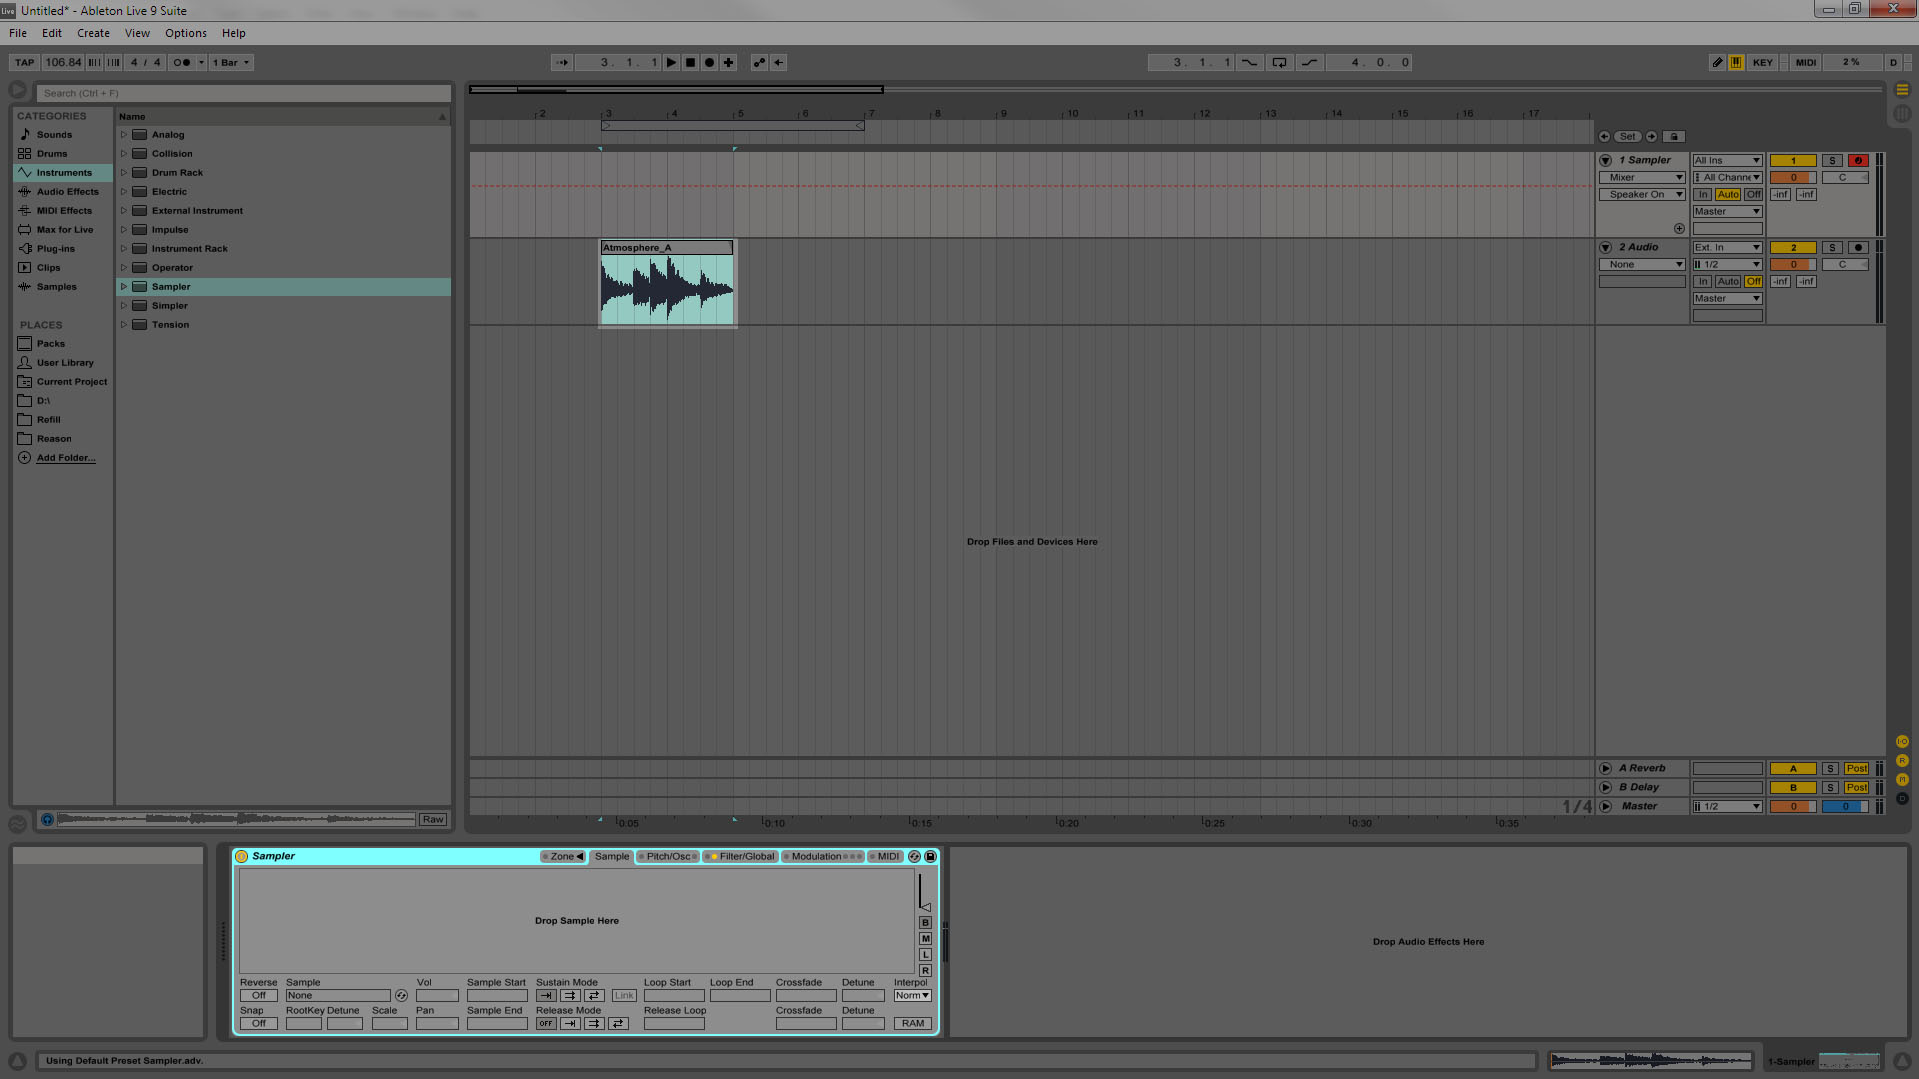 Live Untitled* - Ableton Live 9 Suite
File Edit Create View Options Help
TAP 106.84 4 / 4 1 Bar 3. 1. 1 3. 1. 1 4. 0. 0 KEY MIDI 2 % D
Search (Ctrl + F)
CATEGORIES
Sounds
Drums
Instruments
Audio Effects
MIDI Effects
Max for Live
Plug-ins
Clips
Samples
PLACES
Packs
User Library
Current Project
D:\
Refill
Reason
Add Folder...
Name
Analog
Collision
Drum Rack
Electric
External Instrument
Impulse
Instrument Rack
Operator
Sampler
Simpler
Tension
Raw
2 3 4 5 6 7 8 9 10 11 12 13 14 15 16 17
Set
1 Sampler All Ins 1 S
Mixer All Channe 0 C
Speaker On In Auto Off -inf -inf
Master
Atmosphere_A
2 Audio Ext. In 2 S
None 1/2 0 C
In Auto Off -inf -inf
Master
Drop Files and Devices Here
A Reverb A S Post
B Delay B S Post
1/4 Master 1/2 0 0
0:05 0:10 0:15 0:20 0:25 0:30 0:35
I-O
R
M
D
Sampler Zone Sample Pitch/Osc Filter/Global Modulation MIDI
Drop Sample Here
B
M
L
R
Reverse Sample Vol Sample Start Sustain Mode Loop Start Loop End Crossfade Detune Interpol
Off None Link Norm
Snap RootKey Detune Scale Pan Sample End Release Mode Release Loop Crossfade Detune
Off OFF RAM
Drop Audio Effects Here
Using Default Preset Sampler.adv.
1-Sampler